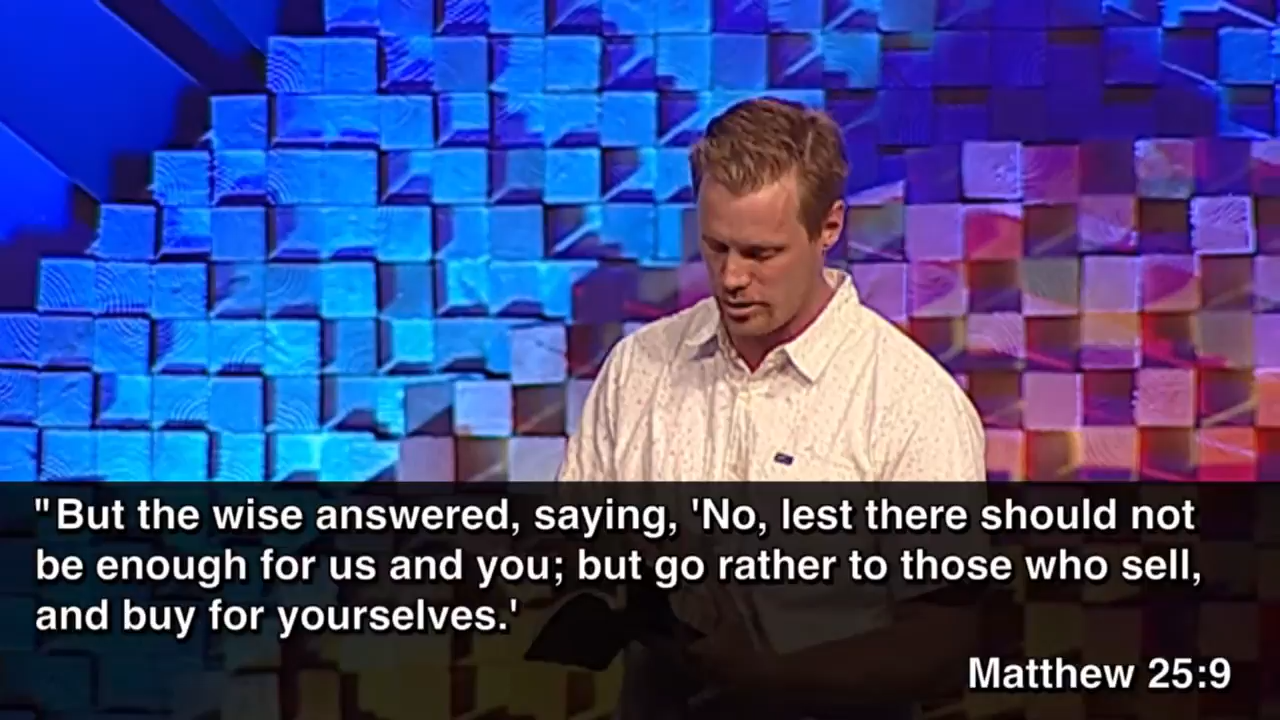 "But the wise answered, saying, 'No, lest there should not
be enough for us and you; but go rather to those who sell,
and buy for yourselves.'
Matthew 25:9